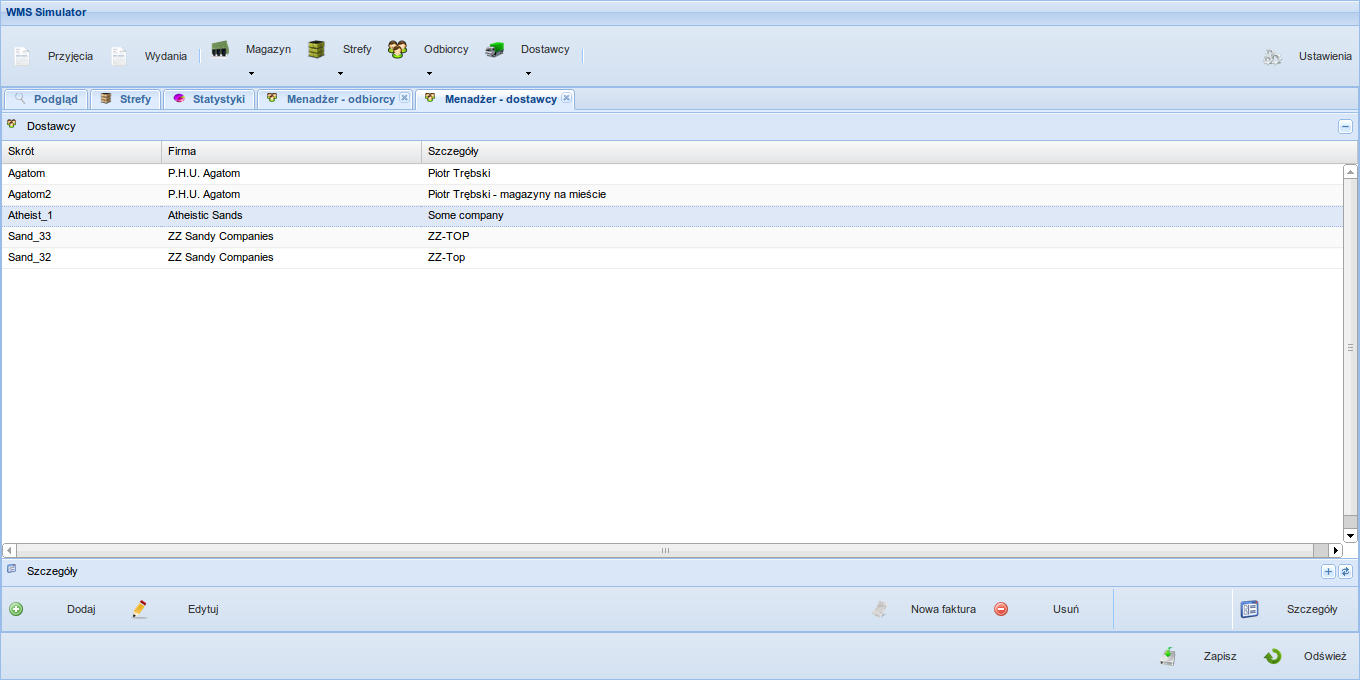 WMS Simulator
Przyjęcia Wydania Magazyn Strefy Odbiorcy Dostawcy Ustawienia
Podgląd Strefy Statystyki Menadżer - odbiorcy Menadżer - dostawcy
Dostawcy
Skrót Firma Szczegóły
Agatom P.H.U. Agatom Piotr Trębski
Agatom2 P.H.U. Agatom Piotr Trębski - magazyny na mieście
Atheist_1 Atheistic Sands Some company
Sand_33 ZZ Sandy Companies ZZ-TOP
Sand_32 ZZ Sandy Companies ZZ-Top
Szczegóły
Dodaj Edytuj Nowa faktura Usuń Szczegóły
Zapisz Odśwież